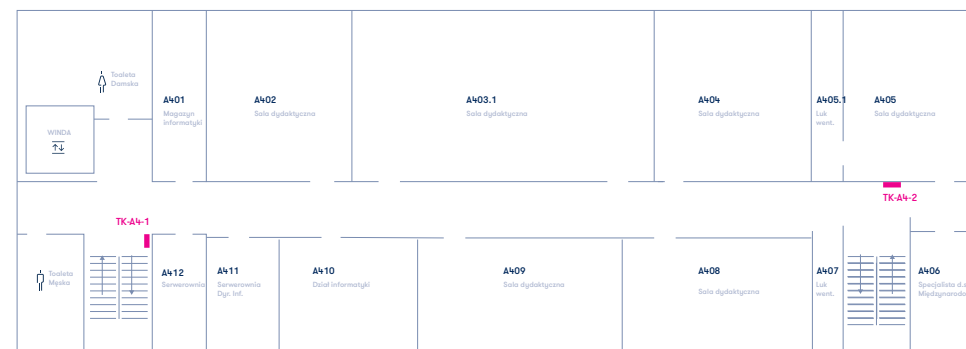 Toaleta
Damska
WINDA
A401
Magazyn
informatyki
A402
Sala dydaktyczna
A403.1
Sala dydaktyczna
A404
Sala dydaktyczna
A405.1
Luk
went.
A405
Sala dydaktyczna
TK-A4-1
TK-A4-2
Toaleta
Męska
A412
Serwerownia
A411
Serwerownia
Dyr. Inf.
A410
Dział informatyki
A409
Sala dydaktyczna
A408
Sala dydaktyczna
A407
Luk
went.
A406
Specjalista d.s
Międzynarodo